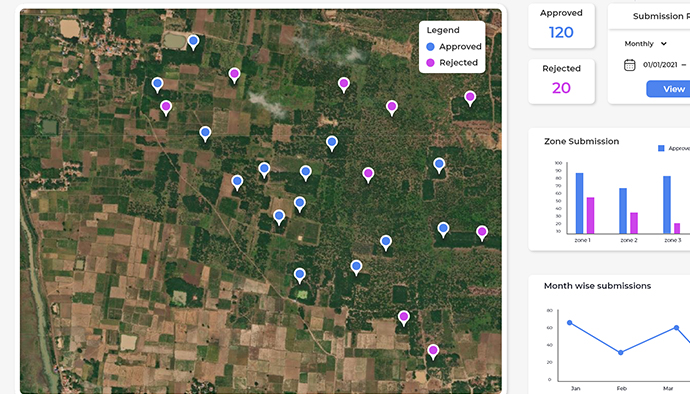 Legend
Approved
Rejected
Approved
120
Rejected
20
Submission
Monthly
01/01/2021 –
View
Zone Submission
100
90
80
70
60
50
40
30
20
10
zone 1
zone 2
zone 3
Month wise submissions
80
60
40
20
0
Jan
Feb
Mar